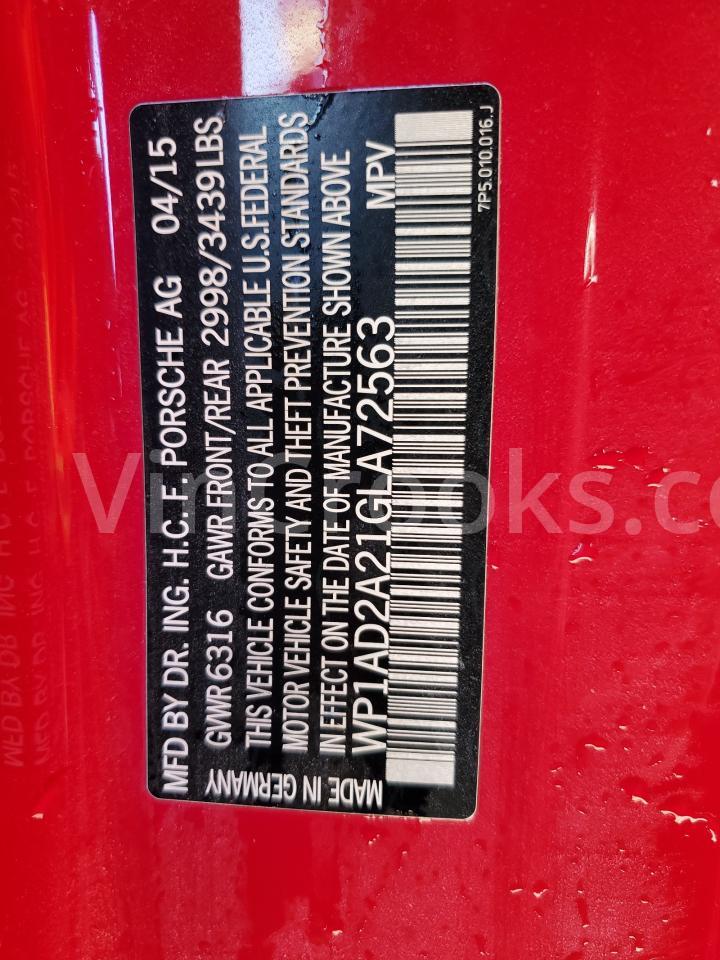 MFD BY DR. ING. H.C. F. PORSCHE AG 04/15
GVWR 6316 GAWR FRONT/REAR 2998/3439 LBS
THIS VEHICLE CONFORMS TO ALL APPLICABLE U.S.FEDERAL
MOTOR VEHICLE SAFETY AND THEFT PREVENTION STANDARDS
IN EFFECT ON THE DATE OF MANUFACTURE SHOWN ABOVE
WP1AD2A21GLA72563 MPV
MADE IN GERMANY
7P5.010.016.J